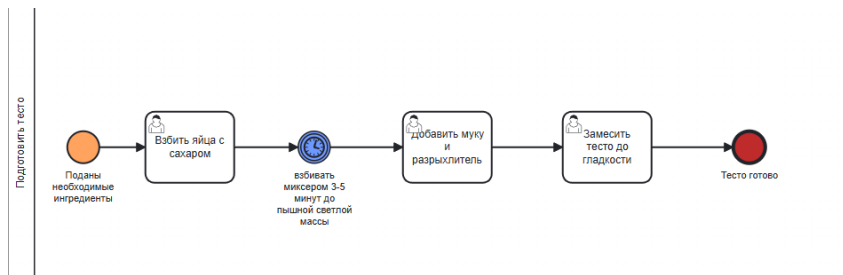 Подготовить тесто
Поданы
необходимые
ингредиенты
Взбить яйца с
сахаром
взбивать
миксером 3-5
минут до
пышной светлой
массы
Добавить муку
и
разрыхлитель
Замесить
тесто до
гладкости
Тесто готово